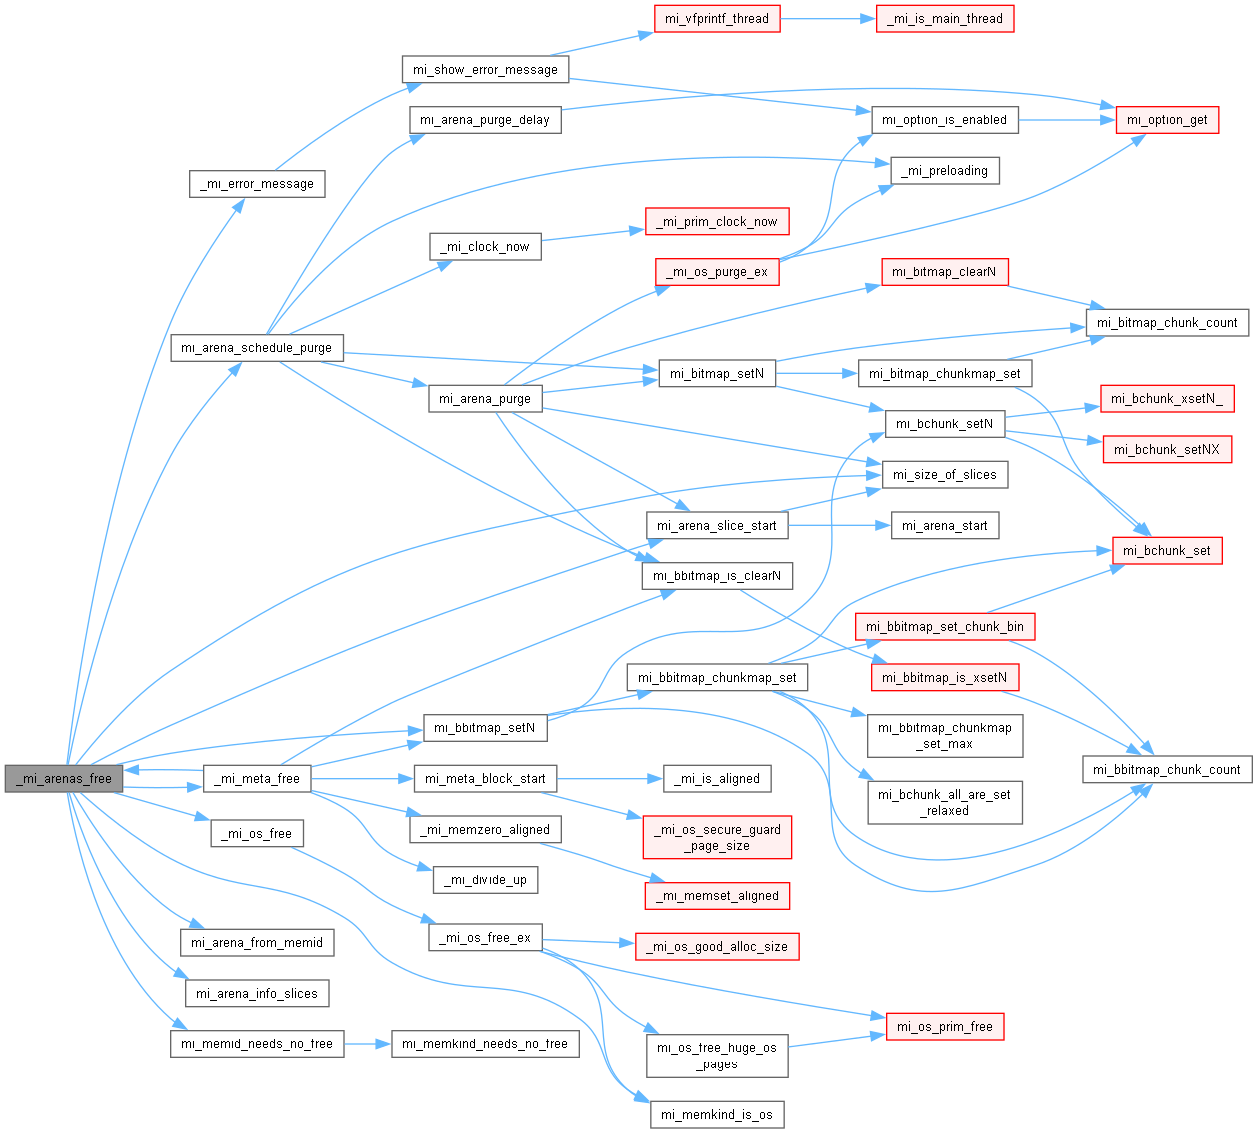 mi_vfprintf_thread
_mi_is_main_thread
mi_show_error_message
mi_arena_purge_delay
mi_option_is_enabled
mi_option_get
_mi_preloading
_mi_error_message
_mi_prim_clock_now
_mi_clock_now
_mi_os_purge_ex
mi_bitmap_clearN
mi_bitmap_chunk_count
mi_arena_schedule_purge
mi_bitmap_setN
mi_bitmap_chunkmap_set
mi_arena_purge
mi_bchunk_xsetN_
mi_bchunk_setN
mi_bchunk_setNX
mi_size_of_slices
mi_arena_slice_start
mi_arena_start
mi_bchunk_set
mi_bbitmap_is_clearN
mi_bbitmap_set_chunk_bin
mi_bbitmap_chunkmap_set
mi_bbitmap_is_xsetN
mi_bbitmap_setN
mi_bbitmap_chunkmap
_set_max
mi_bbitmap_chunk_count
_mi_arenas_free
_mi_meta_free
mi_meta_block_start
_mi_is_aligned
mi_bchunk_all_are_set
_relaxed
_mi_os_free
_mi_memzero_aligned
_mi_os_secure_guard
_page_size
_mi_divide_up
_mi_memset_aligned
mi_arena_from_memid
_mi_os_free_ex
_mi_os_good_alloc_size
mi_arena_info_slices
mi_os_prim_free
mi_memid_needs_no_free
mi_memkind_needs_no_free
mi_os_free_huge_os
_pages
mi_memkind_is_os